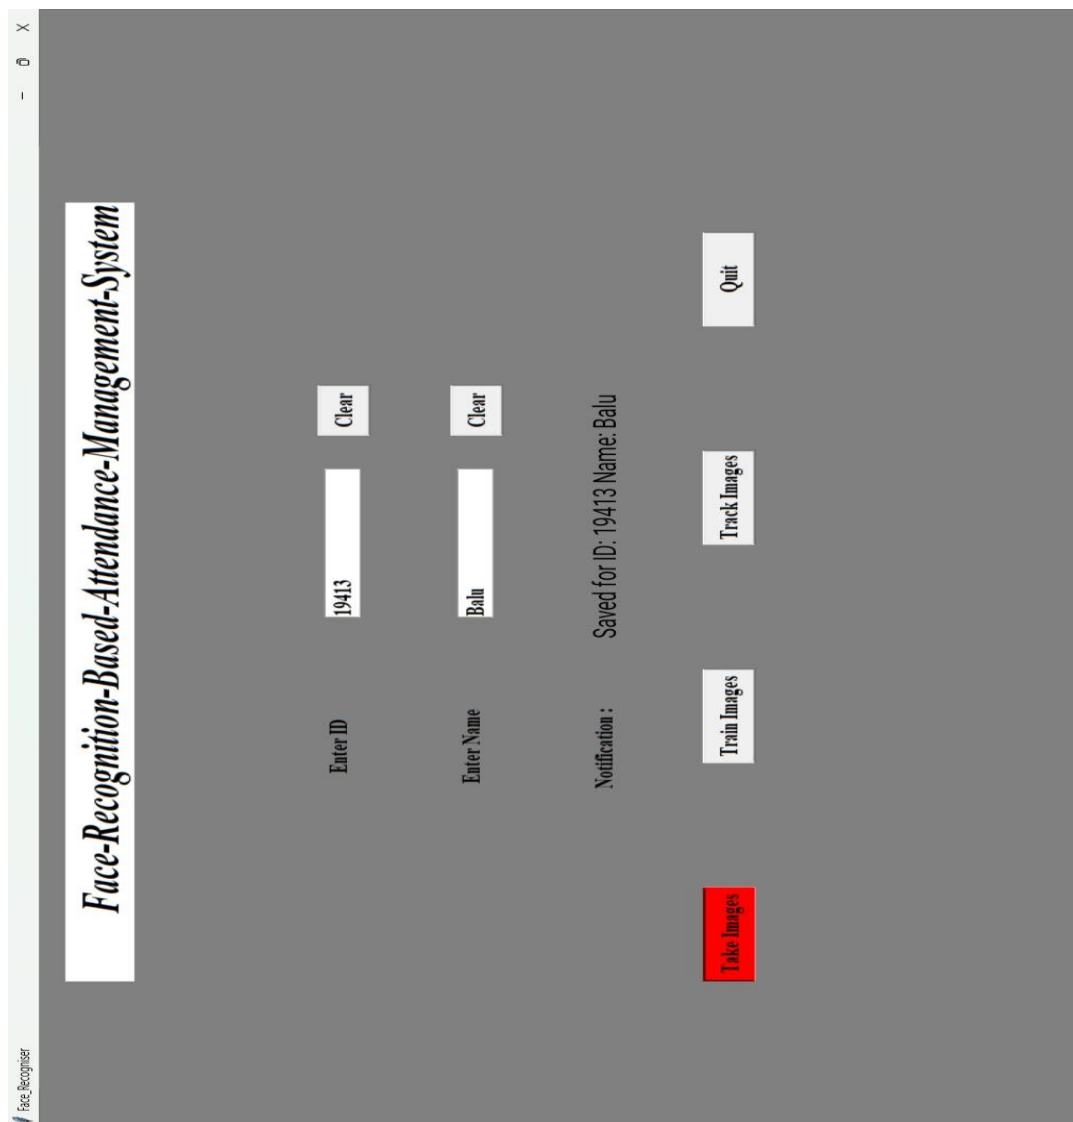 Face_Recogniser
Face-Recognition-Based-Attendance-Management-System
Enter ID 19413 Clear
Enter Name Balu Clear
Notification : Saved for ID: 19413 Name: Balu
Take Images Train Images Track Images Quit